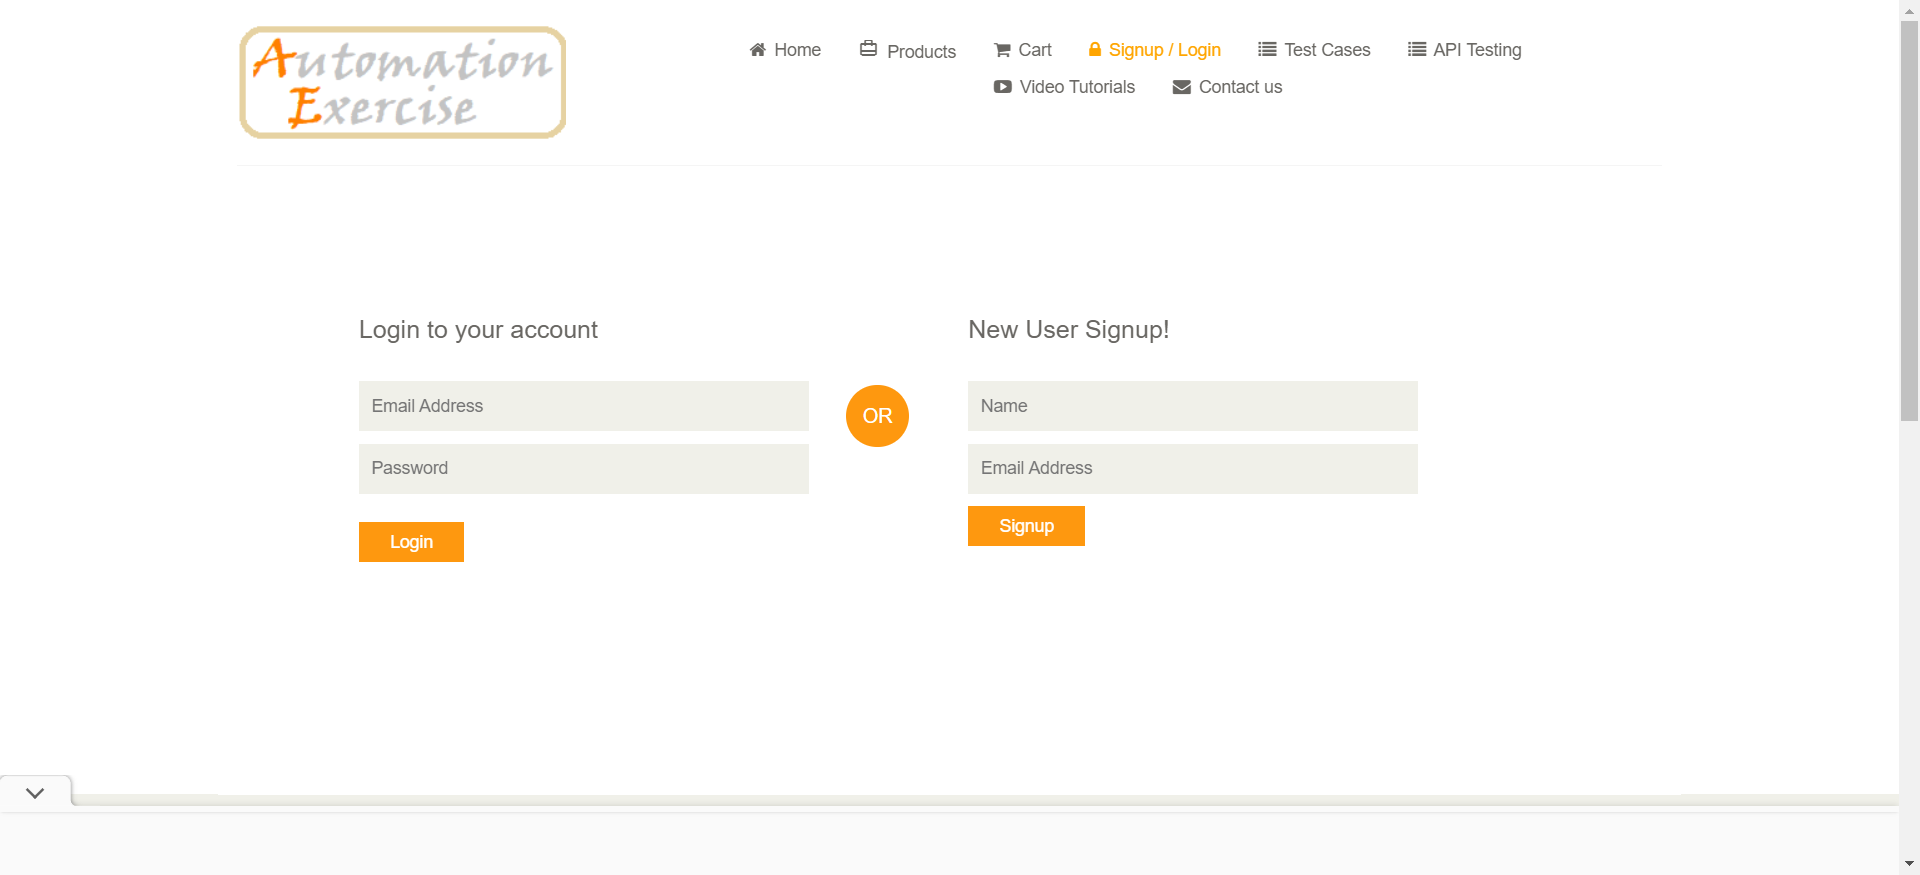 Automation
Exercise
Home Products Cart Signup / Login Test Cases API Testing
Video Tutorials Contact us
Login to your account
Email Address
Password
Login
OR
New User Signup!
Name
Email Address
Signup